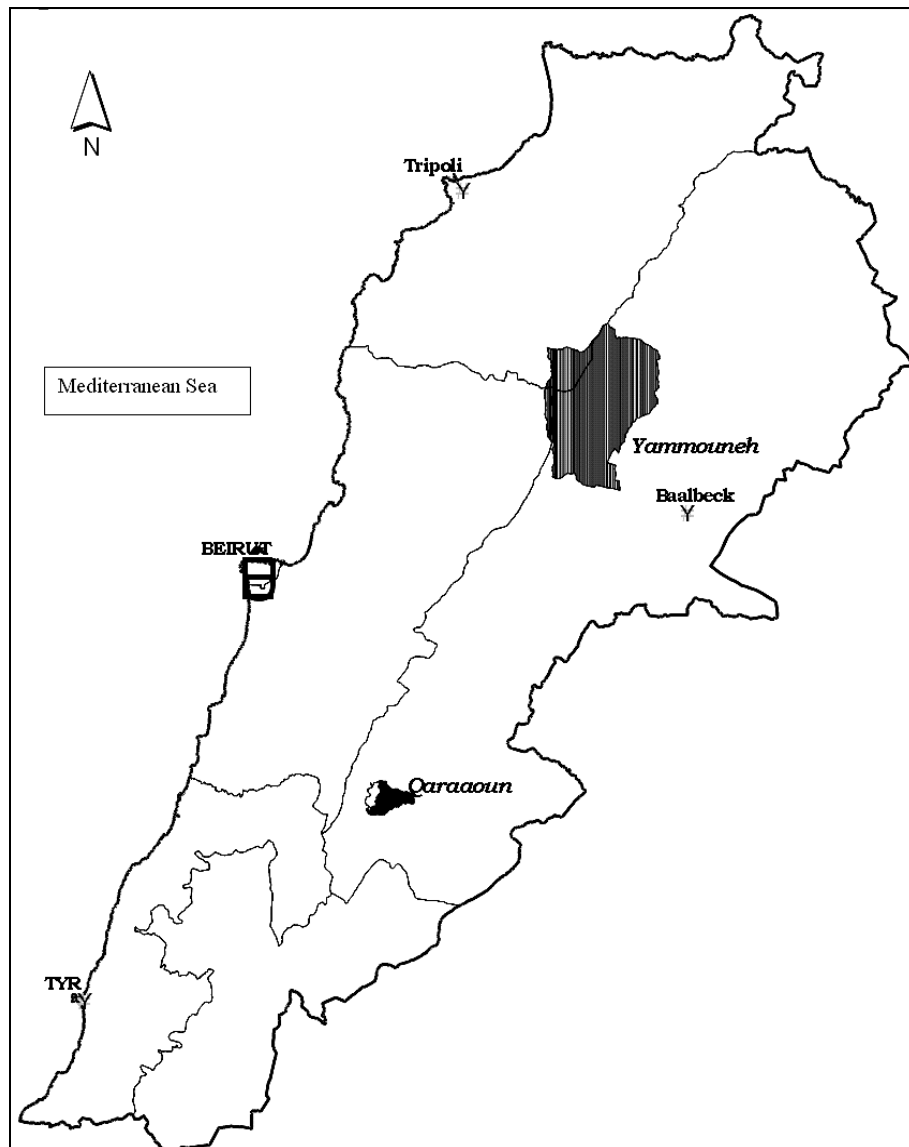 N
Tripoli
Mediterranean Sea
Yammouneh
Baalbeck
BEIRUT
Qaraaoun
TYR